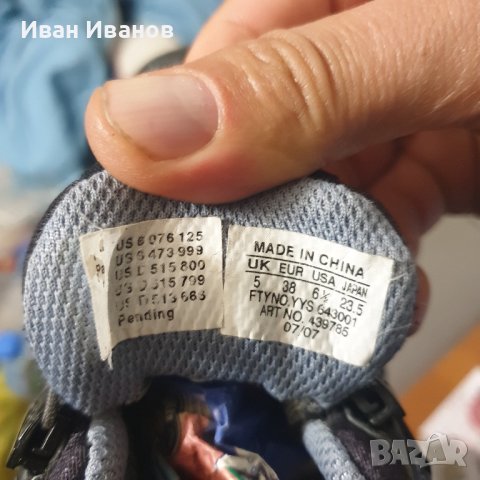 Иван Иванов
US 6 076 125
US 6 473 999
US D 515 800
US D 515 799
US D 513 663
Pending
MADE IN CHINA
UK EUR USA JAPAN
5 38 6½ 23.5
FTYNO.YYS 643001
ART NO. 439785
07/07
BAZAR